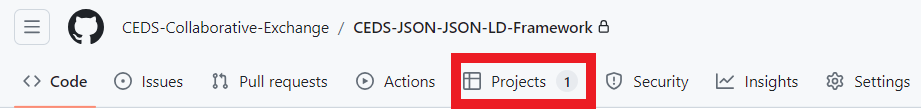 CEDS-Collaborative-Exchange / CEDS-JSON-JSON-LD-Framework
Code Issues Pull requests Actions Projects 1 Security Insights Settings